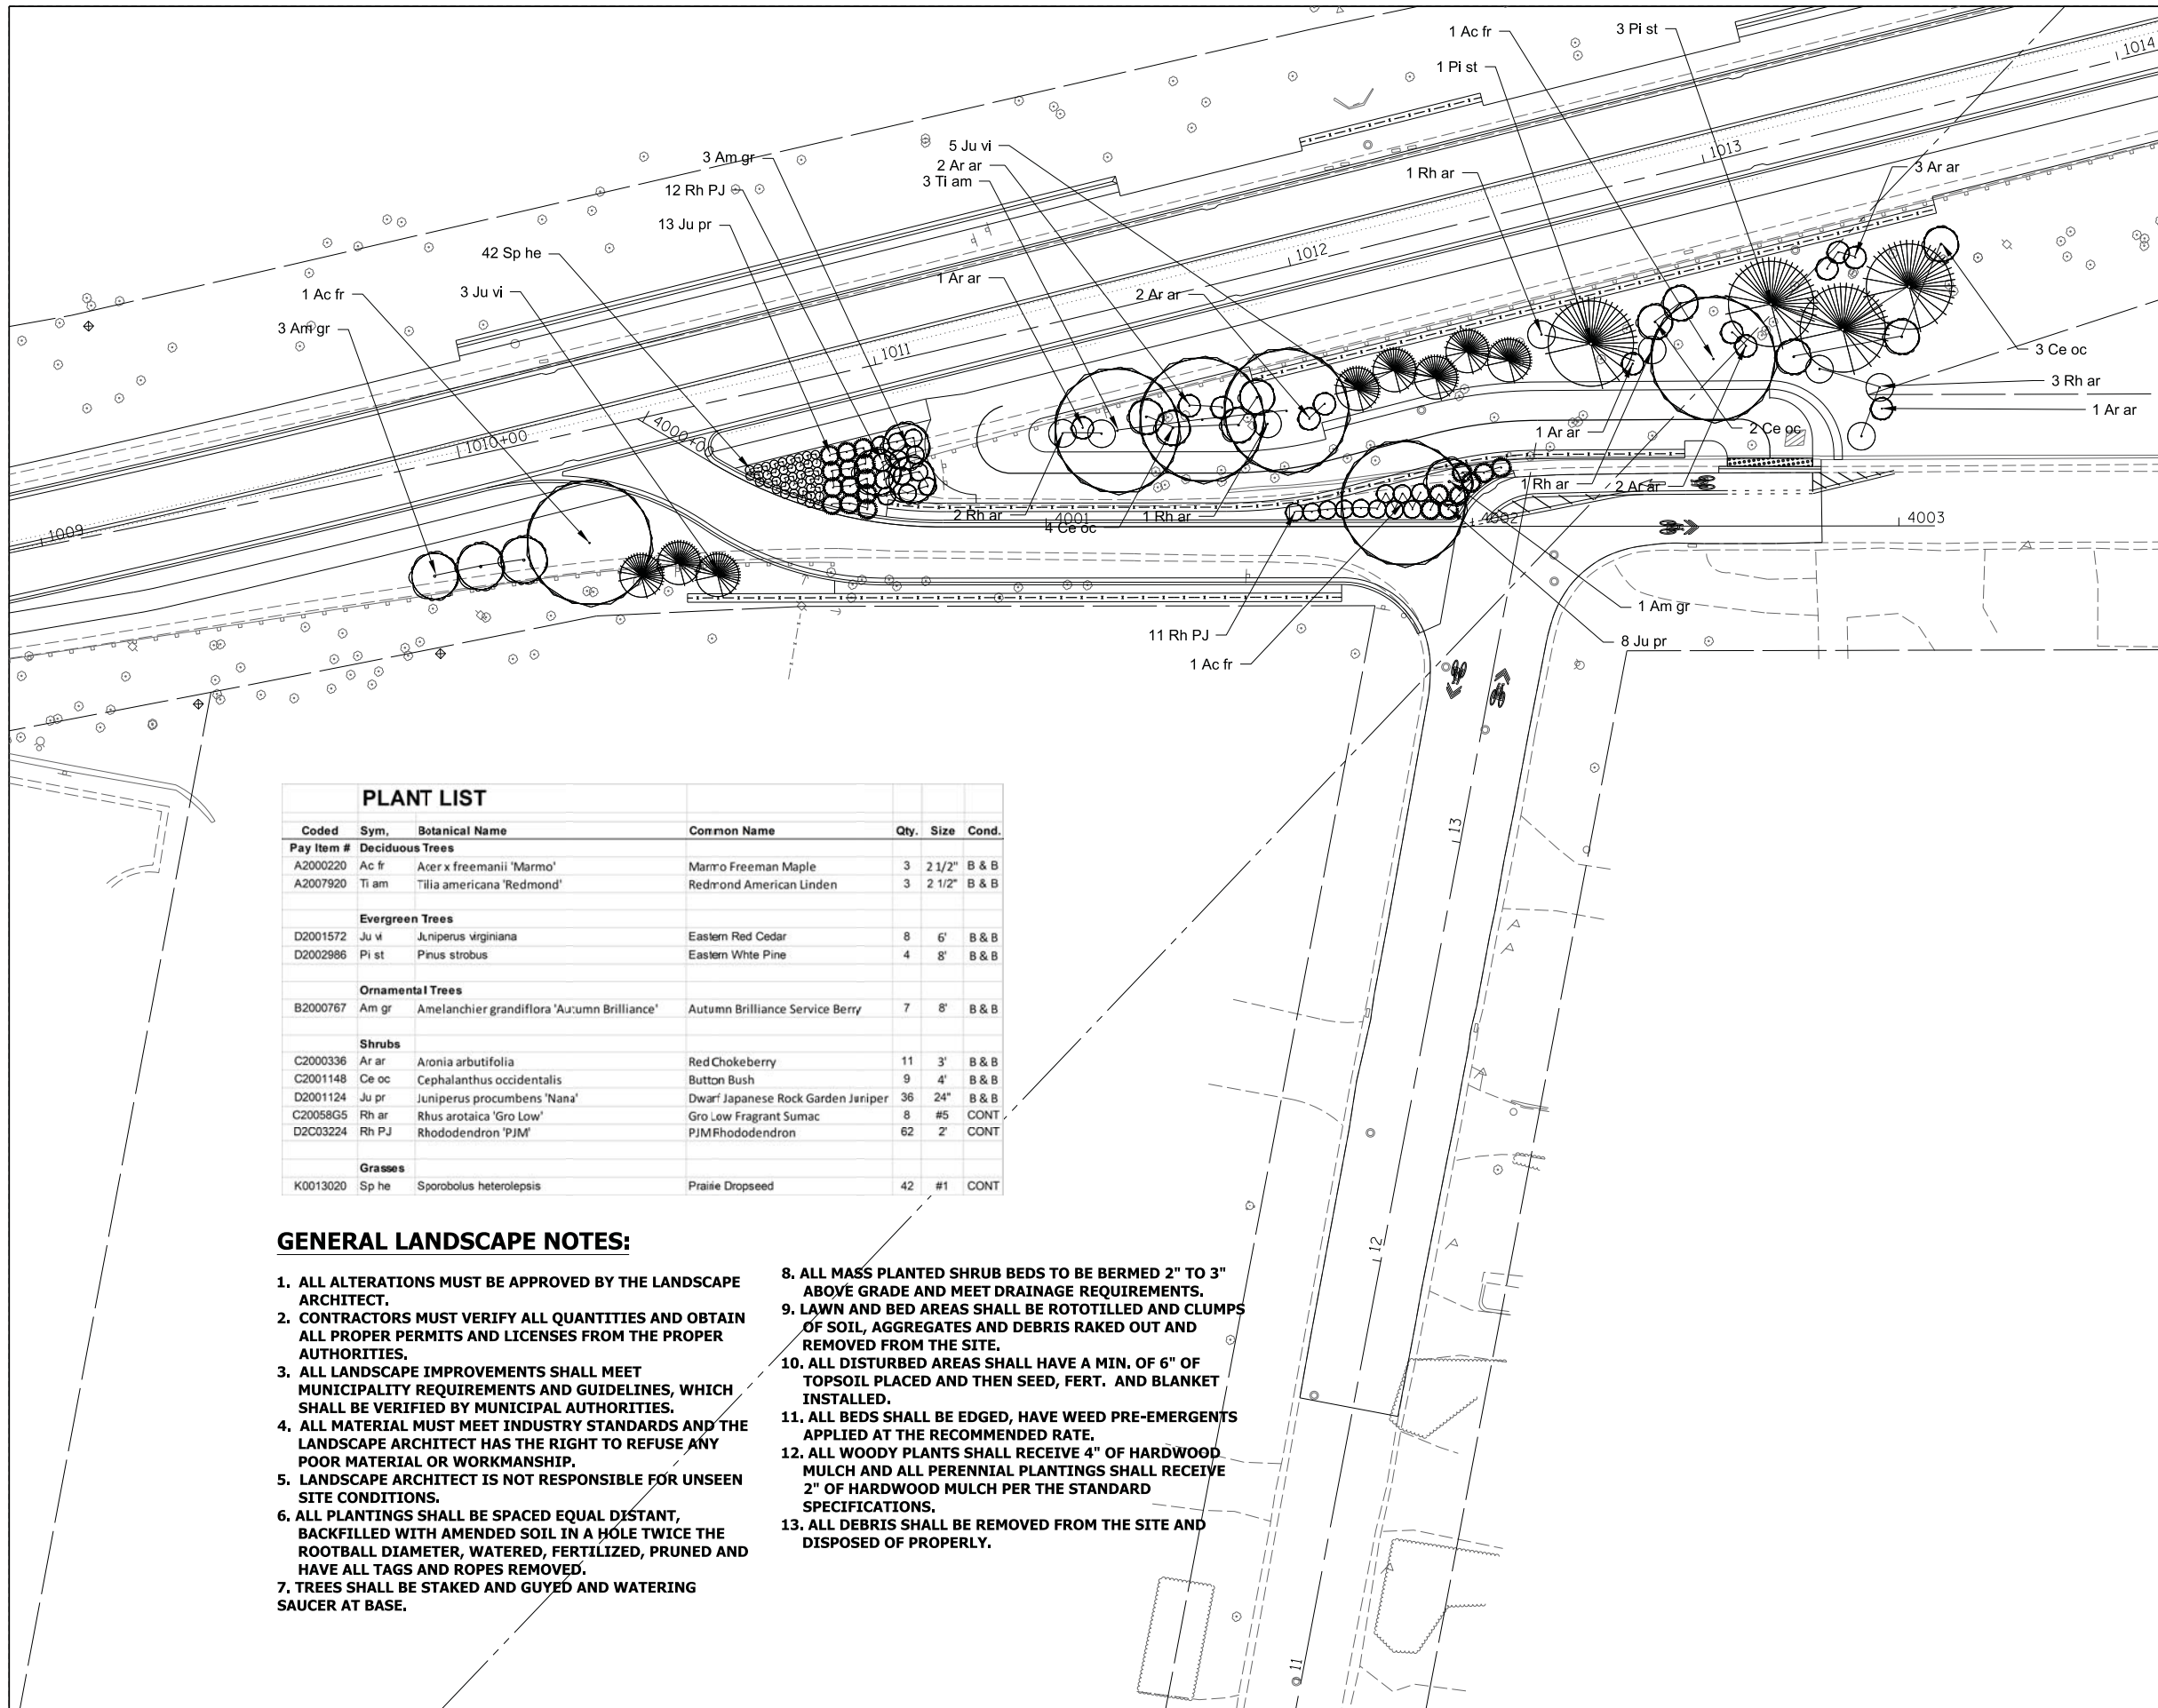 1 Ac fr
3 Pi st
1 Pi st
1014
1013
5 Ju vi
2 Ar ar
3 Ti am
3 Am gr
12 Rh PJ
13 Ju pr
42 Sp he
1 Ac fr
3 Ju vi
3 Am gr
1 Ar ar
2 Ar ar
1 Rh ar
3 Ar ar
1012
1011
1010+00
1009
4000+00
3 Ce oc
3 Rh ar
1 Ar ar
1 Ar ar
2 Ce oc
1 Rh ar
2 Ar ar
2 Rh ar
4001
4 Ce oc
1 Rh ar
4002
4003
1 Am gr
8 Ju pr
11 Rh PJ
1 Ac fr
13
12
11
PLANT LIST
Coded Sym. Botanical Name Common Name Qty. Size Cond.
Pay Item # Deciduous Trees
A2000220 Ac fr Acer x freemanii 'Marmo' Marmo Freeman Maple 3 2 1/2" B & B
A2007920 Ti am Tilia americana 'Redmond' Redmond American Linden 3 2 1/2" B & B
Evergreen Trees
D2001572 Ju vi Juniperus virginiana Eastern Red Cedar 8 6' B & B
D2002986 Pi st Pinus strobus Eastern Whte Pine 4 8' B & B
Ornamental Trees
B2000767 Am gr Amelanchier grandiflora 'Autumn Brilliance' Autumn Brilliance Service Berry 7 8' B & B
Shrubs
C2000336 Ar ar Aronia arbutifolia Red Chokeberry 11 3' B & B
C2001148 Ce oc Cephalanthus occidentalis Button Bush 9 4' B & B
D2001124 Ju pr Juniperus procumbens 'Nana' Dwarf Japanese Rock Garden Juniper 36 24" B & B
C20058G5 Rh ar Rhus arotaica 'Gro Low' Gro Low Fragrant Sumac 8 #5 CONT
D2C03224 Rh PJ Rhododendron 'PJM' PJM Rhododendron 62 2' CONT
Grasses
K0013020 Sp he Sporobolus heterolepsis Prairie Dropseed 42 #1 CONT
GENERAL LANDSCAPE NOTES:
1. ALL ALTERATIONS MUST BE APPROVED BY THE LANDSCAPE
ARCHITECT.
2. CONTRACTORS MUST VERIFY ALL QUANTITIES AND OBTAIN
ALL PROPER PERMITS AND LICENSES FROM THE PROPER
AUTHORITIES.
3. ALL LANDSCAPE IMPROVEMENTS SHALL MEET
MUNICIPALITY REQUIREMENTS AND GUIDELINES, WHICH
SHALL BE VERIFIED BY MUNICIPAL AUTHORITIES.
4. ALL MATERIAL MUST MEET INDUSTRY STANDARDS AND THE
LANDSCAPE ARCHITECT HAS THE RIGHT TO REFUSE ANY
POOR MATERIAL OR WORKMANSHIP.
5. LANDSCAPE ARCHITECT IS NOT RESPONSIBLE FOR UNSEEN
SITE CONDITIONS.
6. ALL PLANTINGS SHALL BE SPACED EQUAL DISTANT,
BACKFILLED WITH AMENDED SOIL IN A HOLE TWICE THE
ROOTBALL DIAMETER, WATERED, FERTILIZED, PRUNED AND
HAVE ALL TAGS AND ROPES REMOVED.
7. TREES SHALL BE STAKED AND GUYED AND WATERING
SAUCER AT BASE.
8. ALL MASS PLANTED SHRUB BEDS TO BE BERMED 2" TO 3"
ABOVE GRADE AND MEET DRAINAGE REQUIREMENTS.
9. LAWN AND BED AREAS SHALL BE ROTOTILLED AND CLUMPS
OF SOIL, AGGREGATES AND DEBRIS RAKED OUT AND
REMOVED FROM THE SITE.
10. ALL DISTURBED AREAS SHALL HAVE A MIN. OF 6" OF
TOPSOIL PLACED AND THEN SEED, FERT. AND BLANKET
INSTALLED.
11. ALL BEDS SHALL BE EDGED, HAVE WEED PRE-EMERGENTS
APPLIED AT THE RECOMMENDED RATE.
12. ALL WOODY PLANTS SHALL RECEIVE 4" OF HARDWOOD
MULCH AND ALL PERENNIAL PLANTINGS SHALL RECEIVE
2" OF HARDWOOD MULCH PER THE STANDARD
SPECIFICATIONS.
13. ALL DEBRIS SHALL BE REMOVED FROM THE SITE AND
DISPOSED OF PROPERLY.